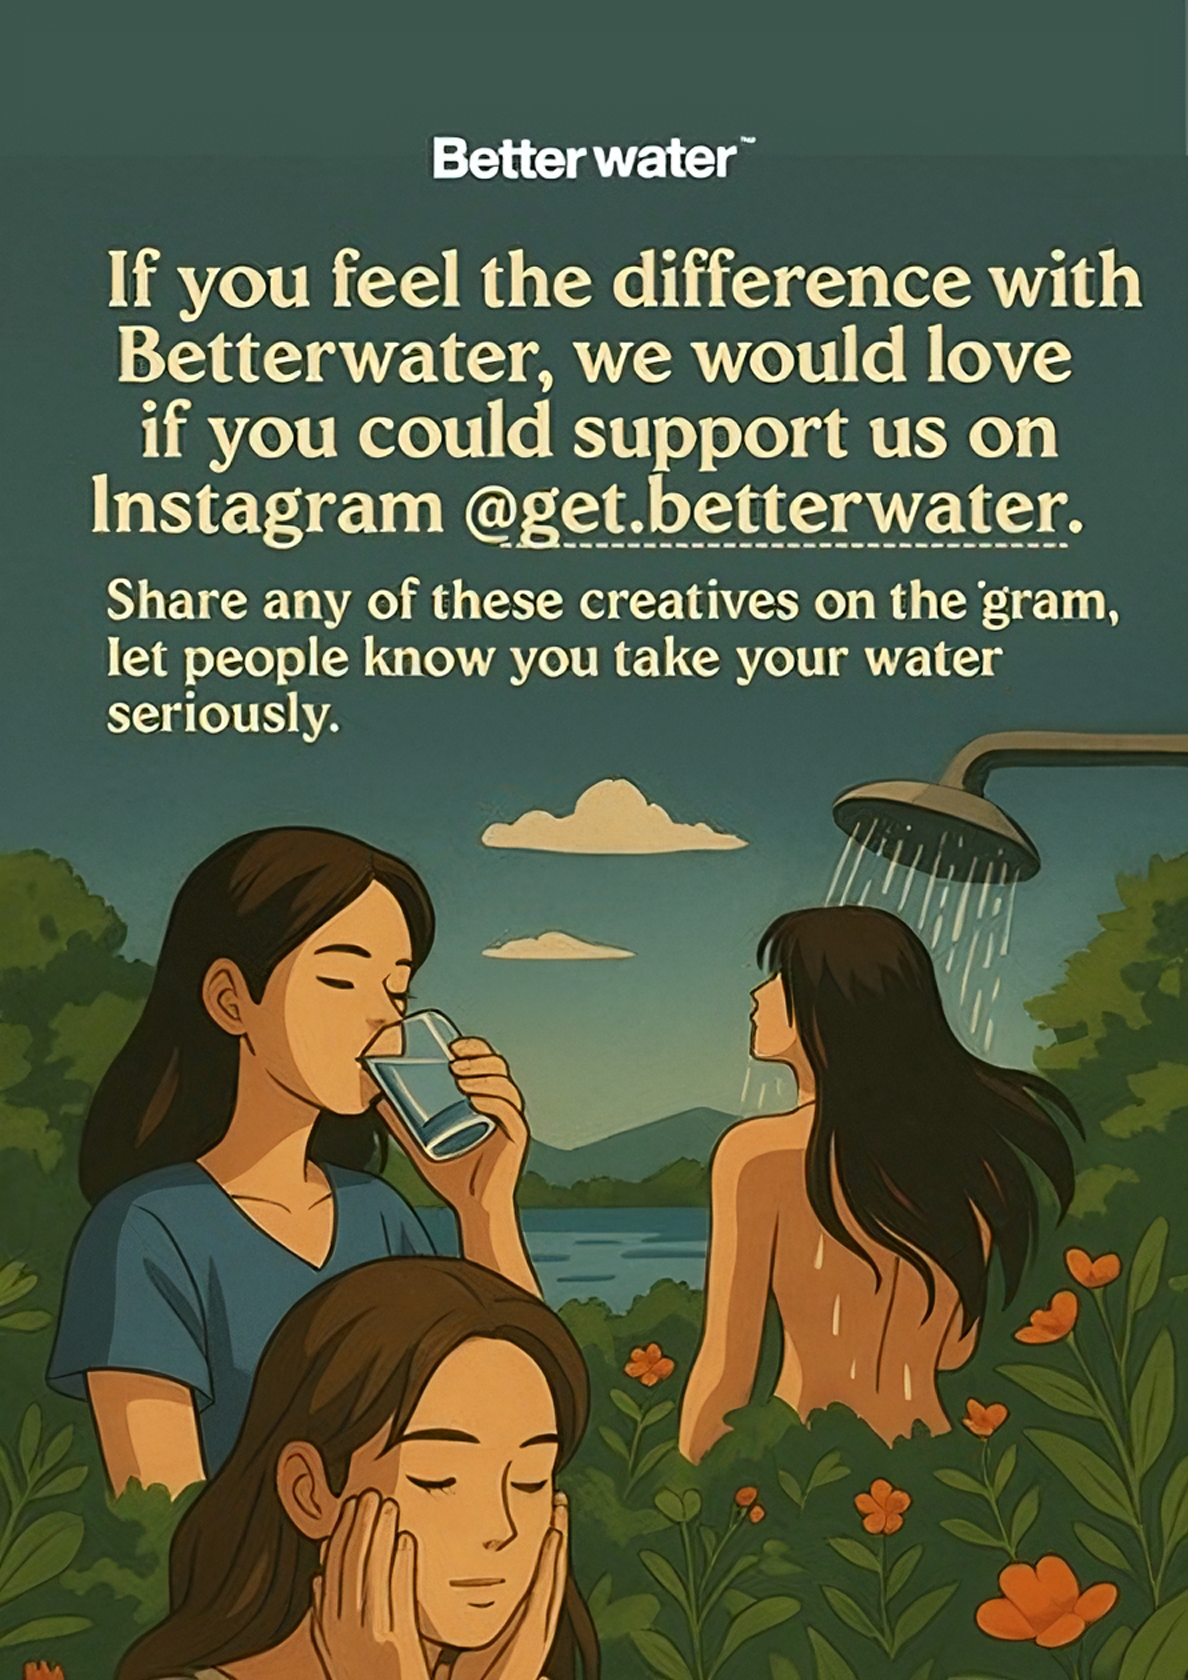 Better water™
If you feel the difference with
Betterwater, we would love
if you could support us on
Instagram @get.betterwater.
Share any of these creatives on the 'gram,
let people know you take your water
seriously.